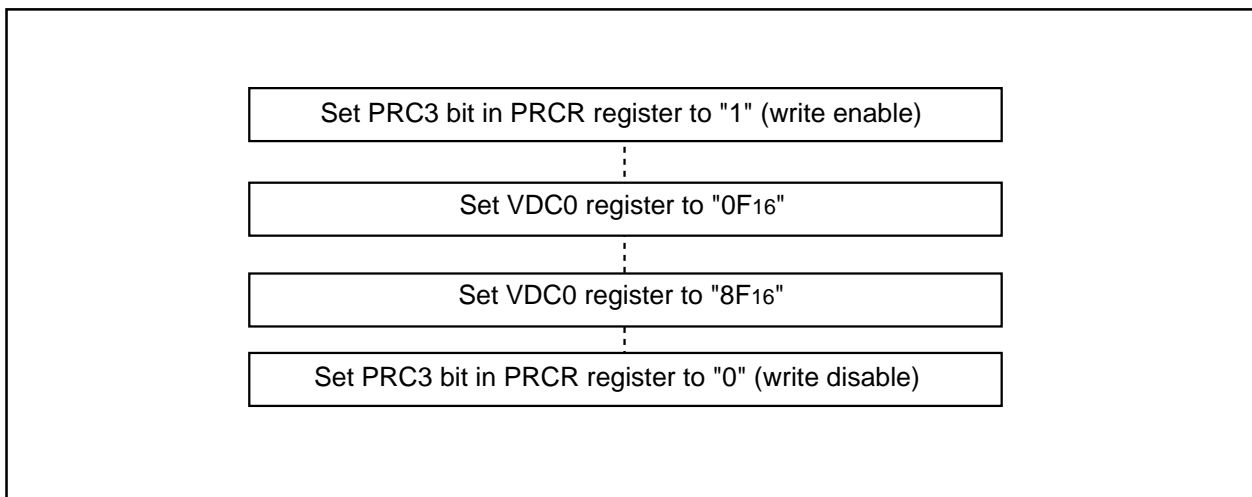 Set PRC3 bit in PRCR register to "1" (write enable)
Set VDC0 register to "0F16"
Set VDC0 register to "8F16"
Set PRC3 bit in PRCR register to "0" (write disable)